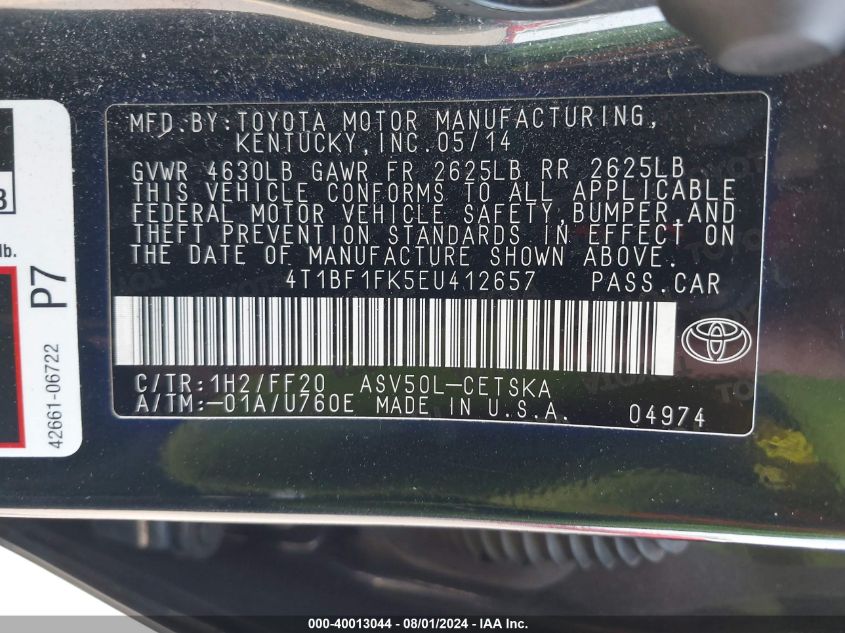 MFD.BY:TOYOTA MOTOR MANUFACTURING,
KENTUCKY,INC.05/14
GVWR 4630LB GAWR FR 2625LB RR 2625LB
THIS VEHICLE CONFORMS TO ALL APPLICABLE
FEDERAL MOTOR VEHICLE SAFETY,BUMPER,AND
THEFT PREVENTION STANDARDS IN EFFECT ON
THE DATE OF MANUFACTURE SHOWN ABOVE.
4T1BF1FK5EU412657 PASS.CAR
C/TR:1H2/FF20 ASV50L-CETSKA
A/TM:-01A/U760E MADE IN U.S.A. 04974
lb.
P7
42661-06722
000-40013044 - 08/01/2024 - IAA Inc.